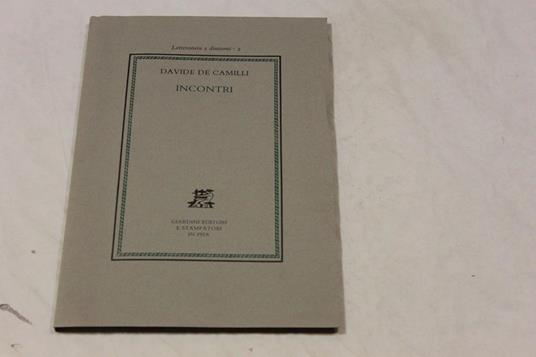 Letteratura e dintorni · 2
DAVIDE DE CAMILLI
INCONTRI
GIARDINI EDITORI
E STAMPATORI
IN PISA